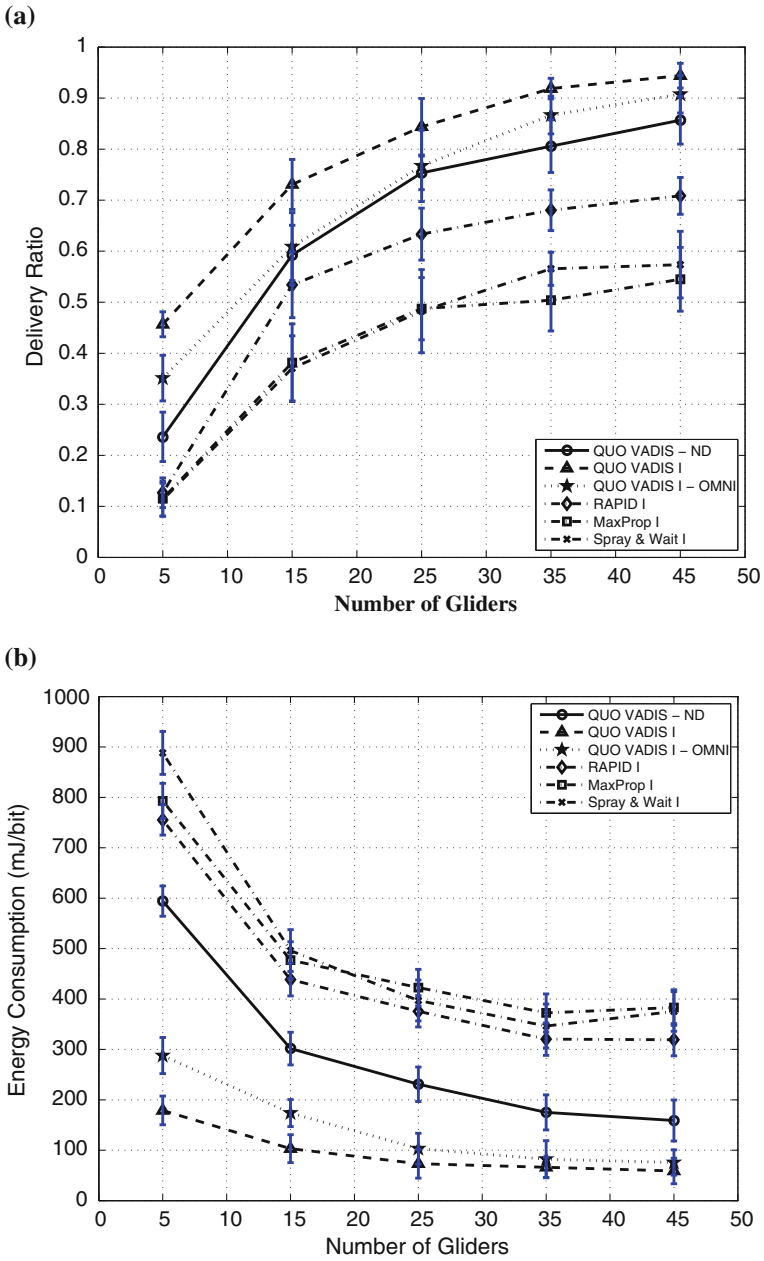 (a)
1
0.9
0.8
0.7
0.6
0.5
0.4
0.3
0.2
0.1
0
Delivery Ratio
QUO VADIS – ND
QUO VADIS I
QUO VADIS I – OMNI
RAPID I
MaxProp I
Spray & Wait I
0 5 10 15 20 25 30 35 40 45 50
Number of Gliders
(b)
1000
900
800
700
600
500
400
300
200
100
0
Energy Consumption (mJ/bit)
QUO VADIS – ND
QUO VADIS I
QUO VADIS I – OMNI
RAPID I
MaxProp I
Spray & Wait I
0 5 10 15 20 25 30 35 40 45 50
Number of Gliders